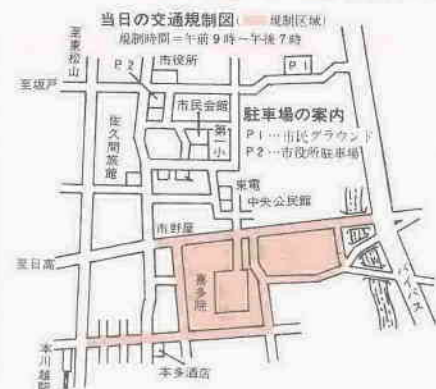 当日の交通規制図(　規制区域)
規制時間=午前9時〜午後7時
至東松山
市役所
P2
P1
至坂戸
市民会館
駐車場の案内
P1…市民グラウンド
P2…市役所駐車場
佐久間旅館
第一小
東電
中央公民館
市野屋
至日高
喜多院
バイパス
本川越駅
本多酒店